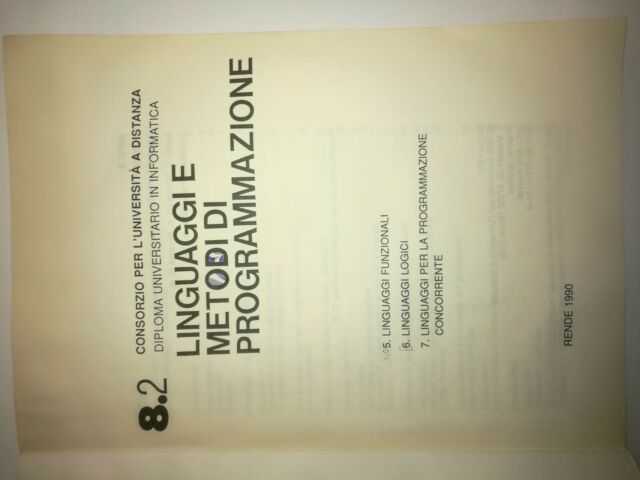 8.2
CONSORZIO PER L'UNIVERSITÀ A DISTANZA
DIPLOMA UNIVERSITARIO IN INFORMATICA
LINGUAGGI E
METODI DI
PROGRAMMAZIONE
NO 5. LINGUAGGI FUNZIONALI
6. LINGUAGGI LOGICI
7. LINGUAGGI PER LA PROGRAMMAZIONE
CONCORRENTE
RENDE 1990